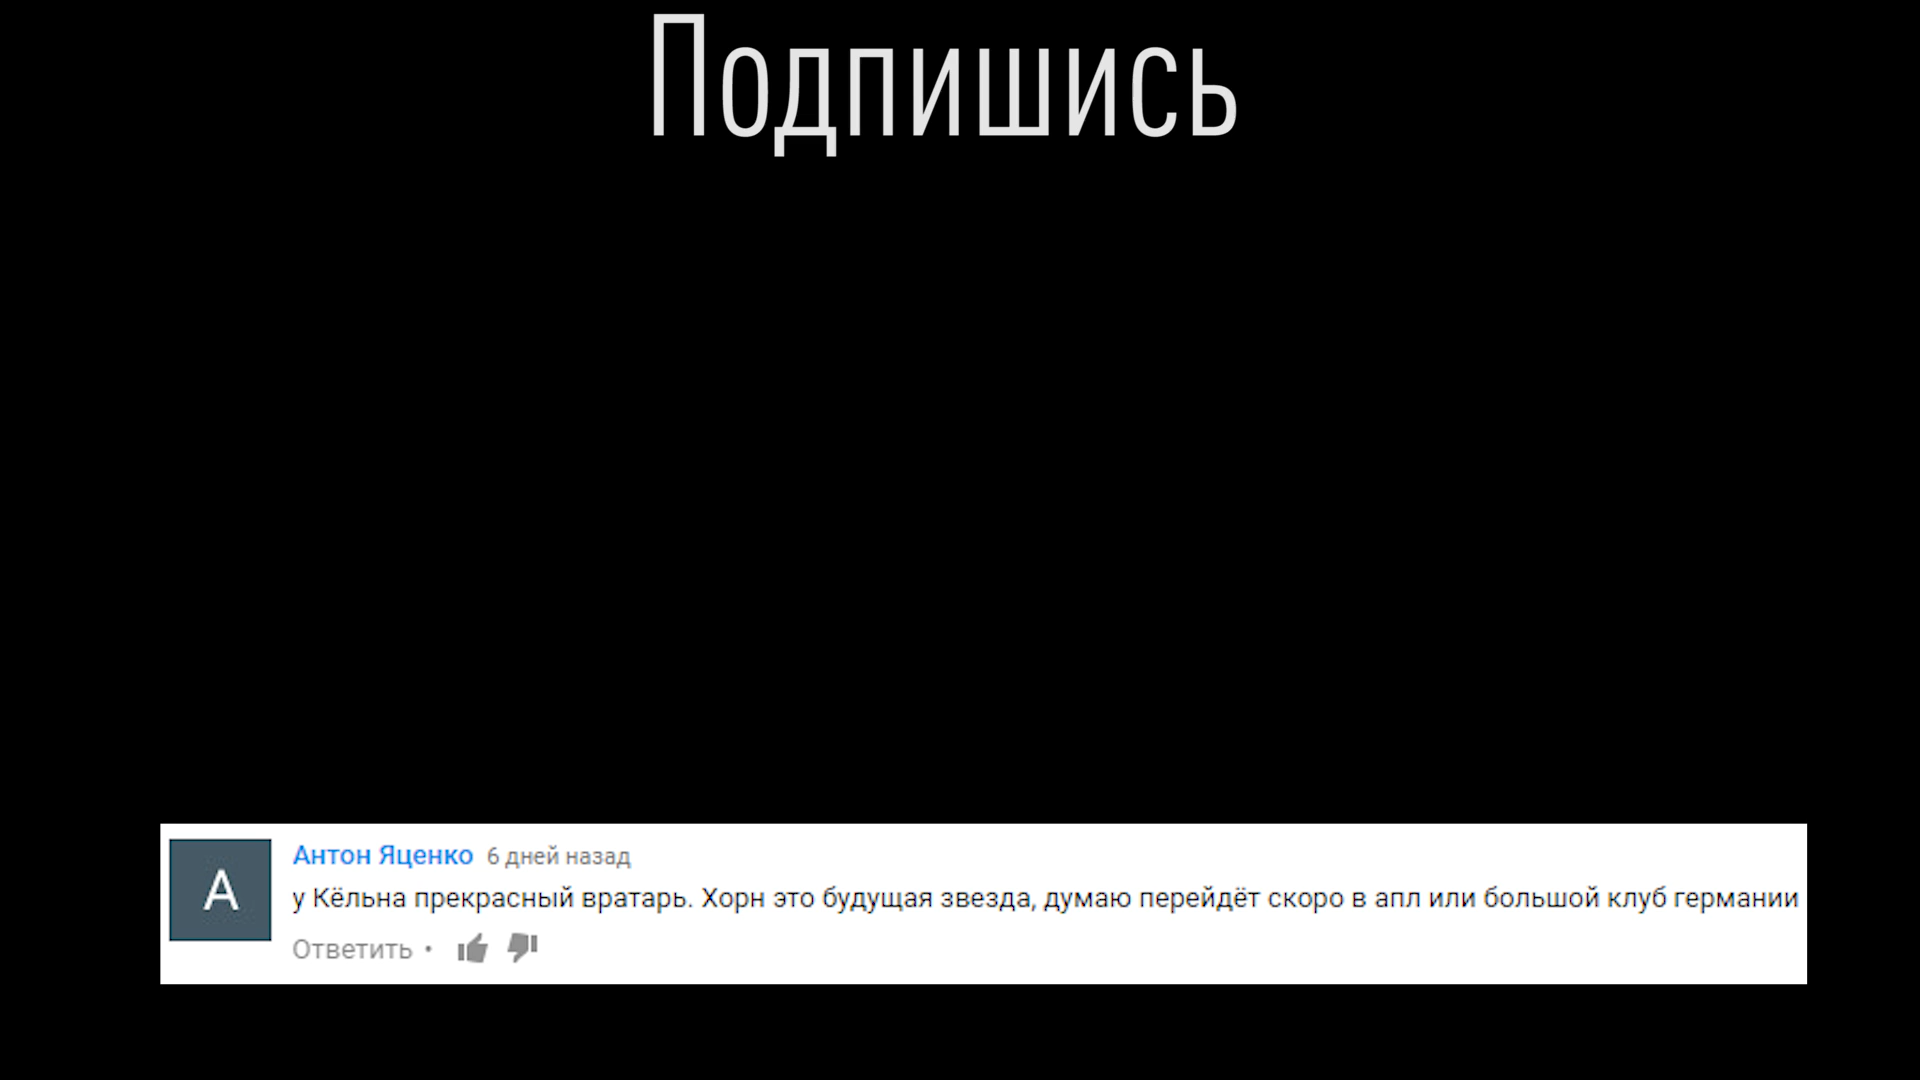 Подпишись
А
Антон Яценко 6 дней назад
у Кёльна прекрасный вратарь. Хорн это будущая звезда, думаю перейдёт скоро в апл или большой клуб германии
Ответить •